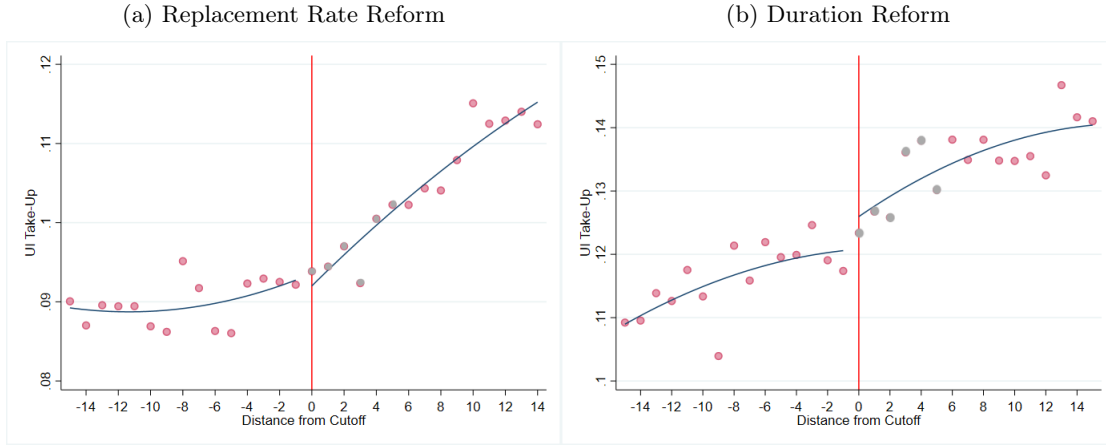 (a) Replacement Rate Reform
UI Take-Up
.12
.11
.1
.09
.08
-14 -12 -10 -8 -6 -4 -2 0 2 4 6 8 10 12 14
Distance from Cutoff
(b) Duration Reform
UI Take-Up
.15
.14
.13
.12
.11
.1
-14 -12 -10 -8 -6 -4 -2 0 2 4 6 8 10 12 14
Distance from Cutoff